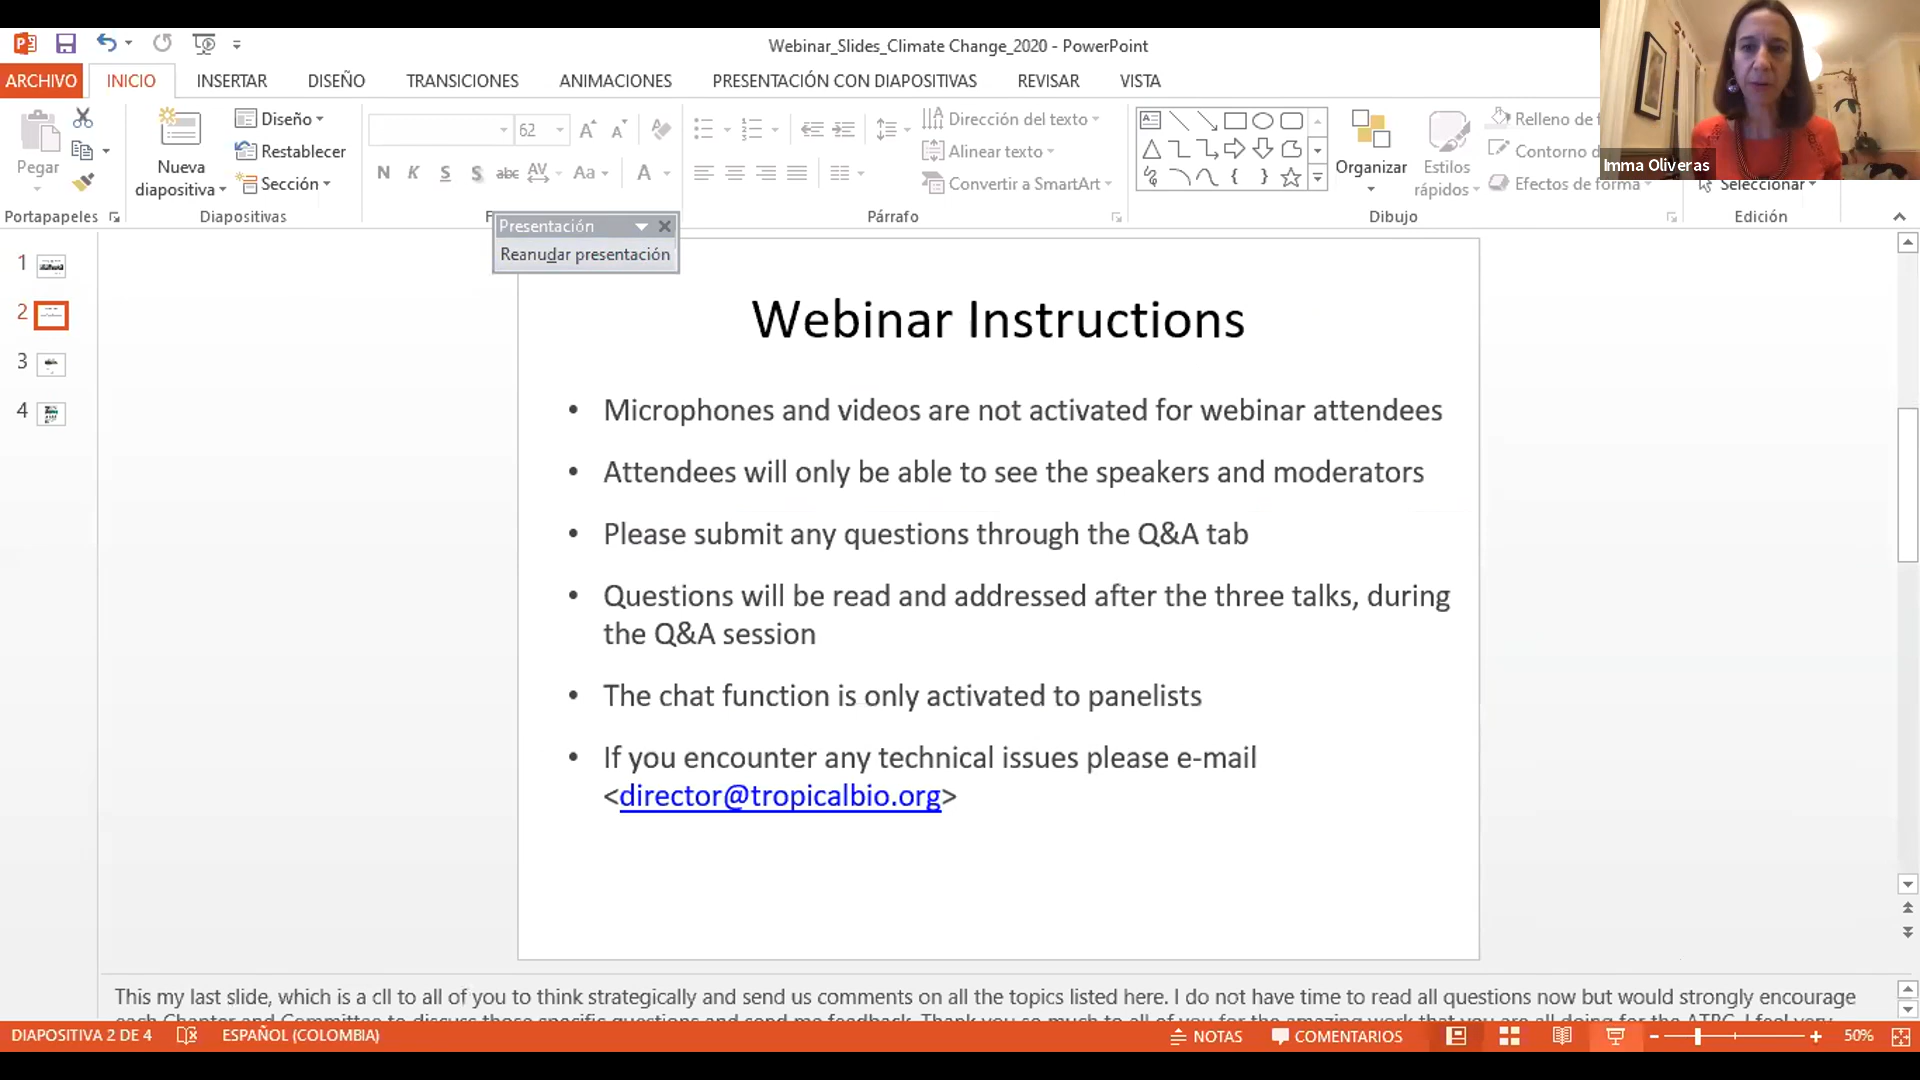 Webinar_Slides_Climate Change_2020 - PowerPoint
ARCHIVO INICIO INSERTAR DISEÑO TRANSICIONES ANIMACIONES PRESENTACIÓN CON DIAPOSITIVAS REVISAR VISTA
Pegar
Nueva diapositiva
Diseño
Restablecer
Sección
62
N K S S abc AV Aa A
Dirección del texto
Alinear texto
Convertir a SmartArt
Organizar
Estilos rápidos
Relleno de
Contorno
Efectos de forma
Seleccionar
Imma Oliveras
Portapapeles Diapositivas Párrafo Dibujo Edición
Presentación
Reanudar presentación
1
2
3
4
Webinar Instructions
• Microphones and videos are not activated for webinar attendees
• Attendees will only be able to see the speakers and moderators
• Please submit any questions through the Q&A tab
• Questions will be read and addressed after the three talks, during
the Q&A session
• The chat function is only activated to panelists
• If you encounter any technical issues please e-mail
<director@tropicalbio.org>
This my last slide, which is a cll to all of you to think strategically and send us comments on all the topics listed here. I do not have time to read all questions now but would strongly encourage
each Chapter and Committee to discuss those specific questions and send me feedback. Thank you so much to all of you for the amazing work that you are all doing for the ATBC. I feel very
DIAPOSITIVA 2 DE 4 ESPAÑOL (COLOMBIA) NOTAS COMENTARIOS 50%